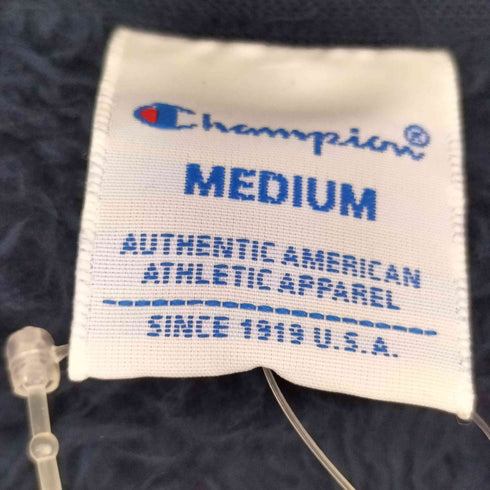 Champion®
MEDIUM
AUTHENTIC AMERICAN
ATHLETIC APPAREL
SINCE 1919 U.S.A.